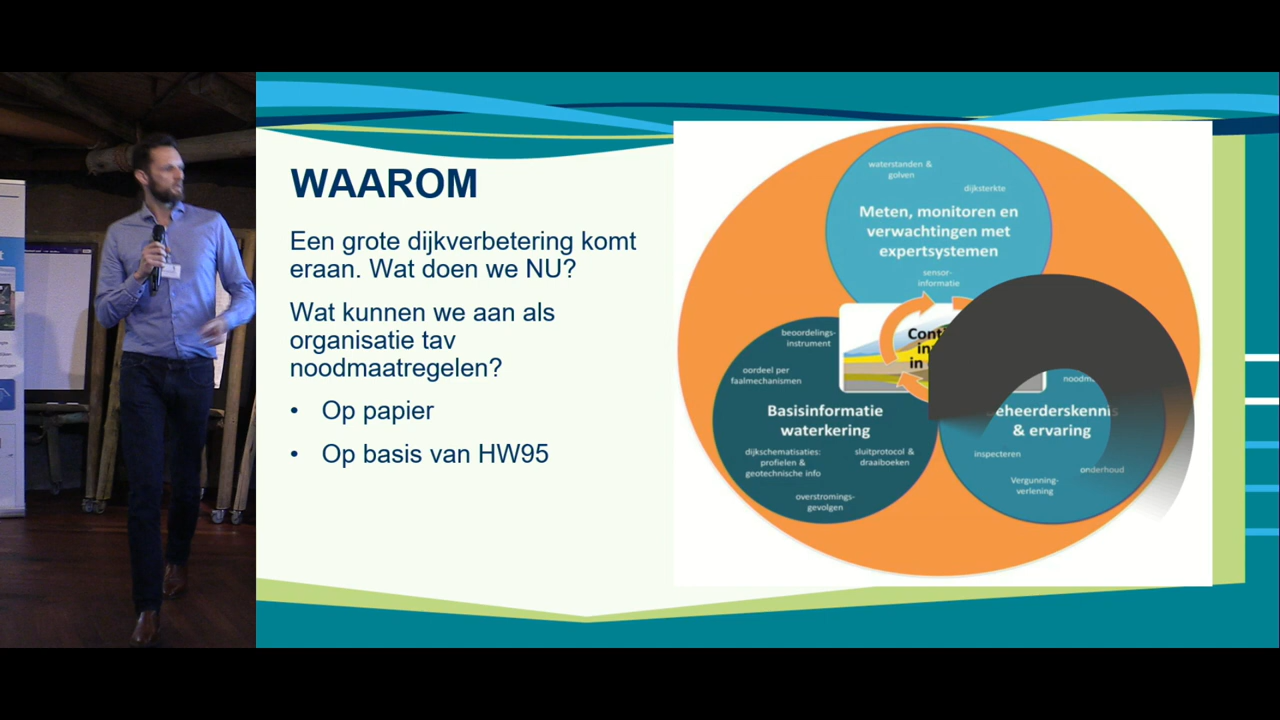 WAAROM
Een grote dijkverbetering komt
eraan. Wat doen we NU?
Wat kunnen we aan als
organisatie tav
noodmaatregelen?
• Op papier
• Op basis van HW95
waterstanden &
golven
dijksterkte
Meten, monitoren en
verwachtingen met
expertsystemen
sensor-
informatie
beoordelings-
instrument
oordeel per
faalmechanismen
Basisinformatie
waterkering
dijkschematisaties:
profielen &
geotechnische info
sluitprotocol &
draaiboeken
overstromings-
gevolgen
& ervaring
inspecteren
onderhoud
Vergunning-
verlening